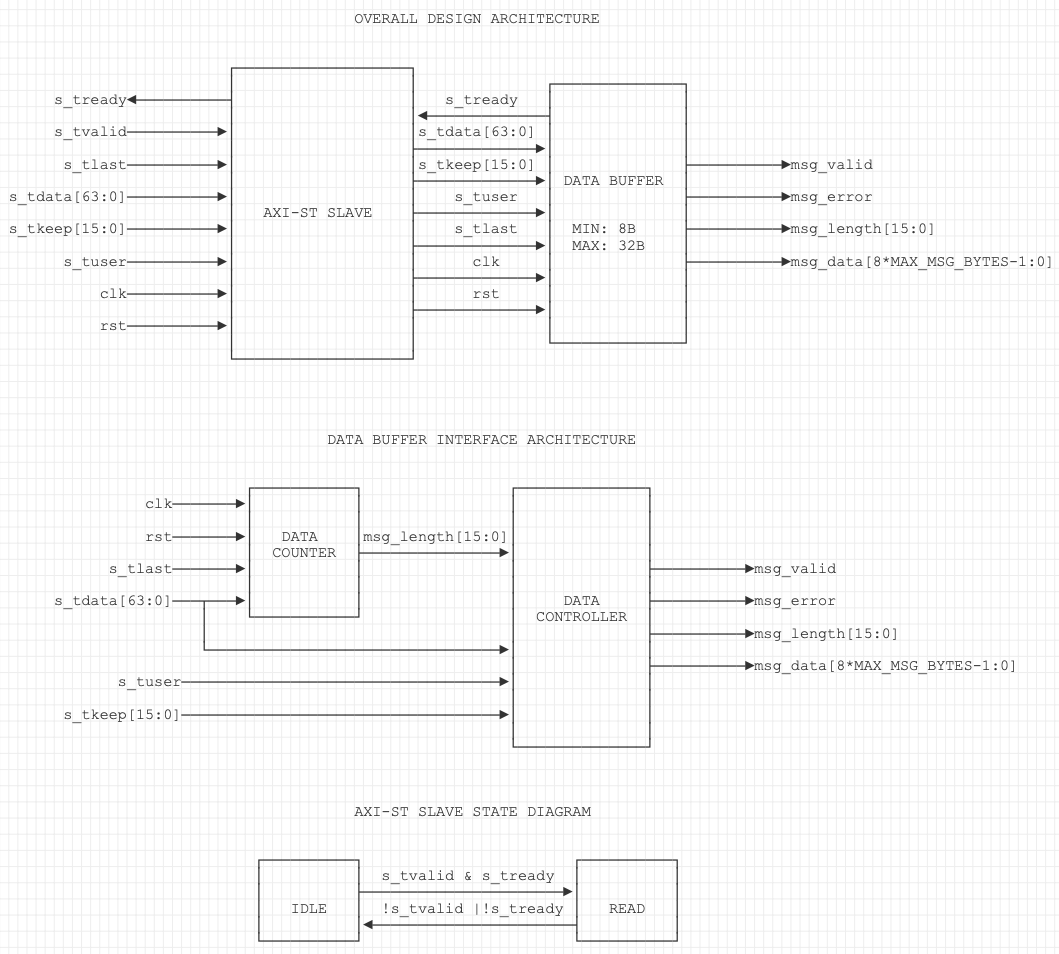 OVERALL DESIGN ARCHITECTURE
s_tready
s_tvalid
s_tlast
s_tdata[63:0]
s_tkeep[15:0]
s_tuser
clk
rst
AXI-ST SLAVE
s_tready
s_tdata[63:0]
s_tkeep[15:0]
s_tuser
s_tlast
clk
rst
DATA BUFFER
MIN: 8B
MAX: 32B
msg_valid
msg_error
msg_length[15:0]
msg_data[8*MAX_MSG_BYTES-1:0]
DATA BUFFER INTERFACE ARCHITECTURE
clk
rst
s_tlast
s_tdata[63:0]
s_tuser
s_tkeep[15:0]
DATA
COUNTER
msg_length[15:0]
DATA
CONTROLLER
msg_valid
msg_error
msg_length[15:0]
msg_data[8*MAX_MSG_BYTES-1:0]
AXI-ST SLAVE STATE DIAGRAM
IDLE
s_tvalid & s_tready
!s_tvalid |!s_tready
READ